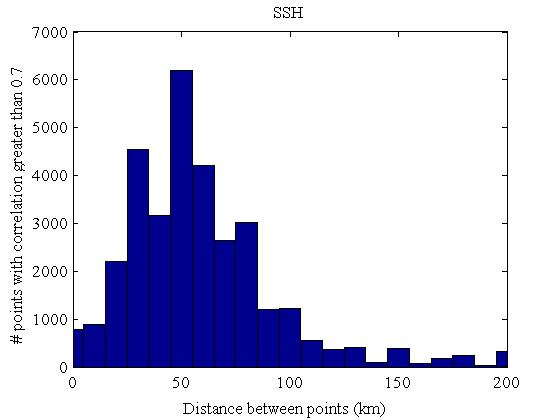 SSH
7000
6000
5000
4000
3000
2000
1000
0
# points with correlation greater than 0.7
0 50 100 150 200
Distance between points (km)